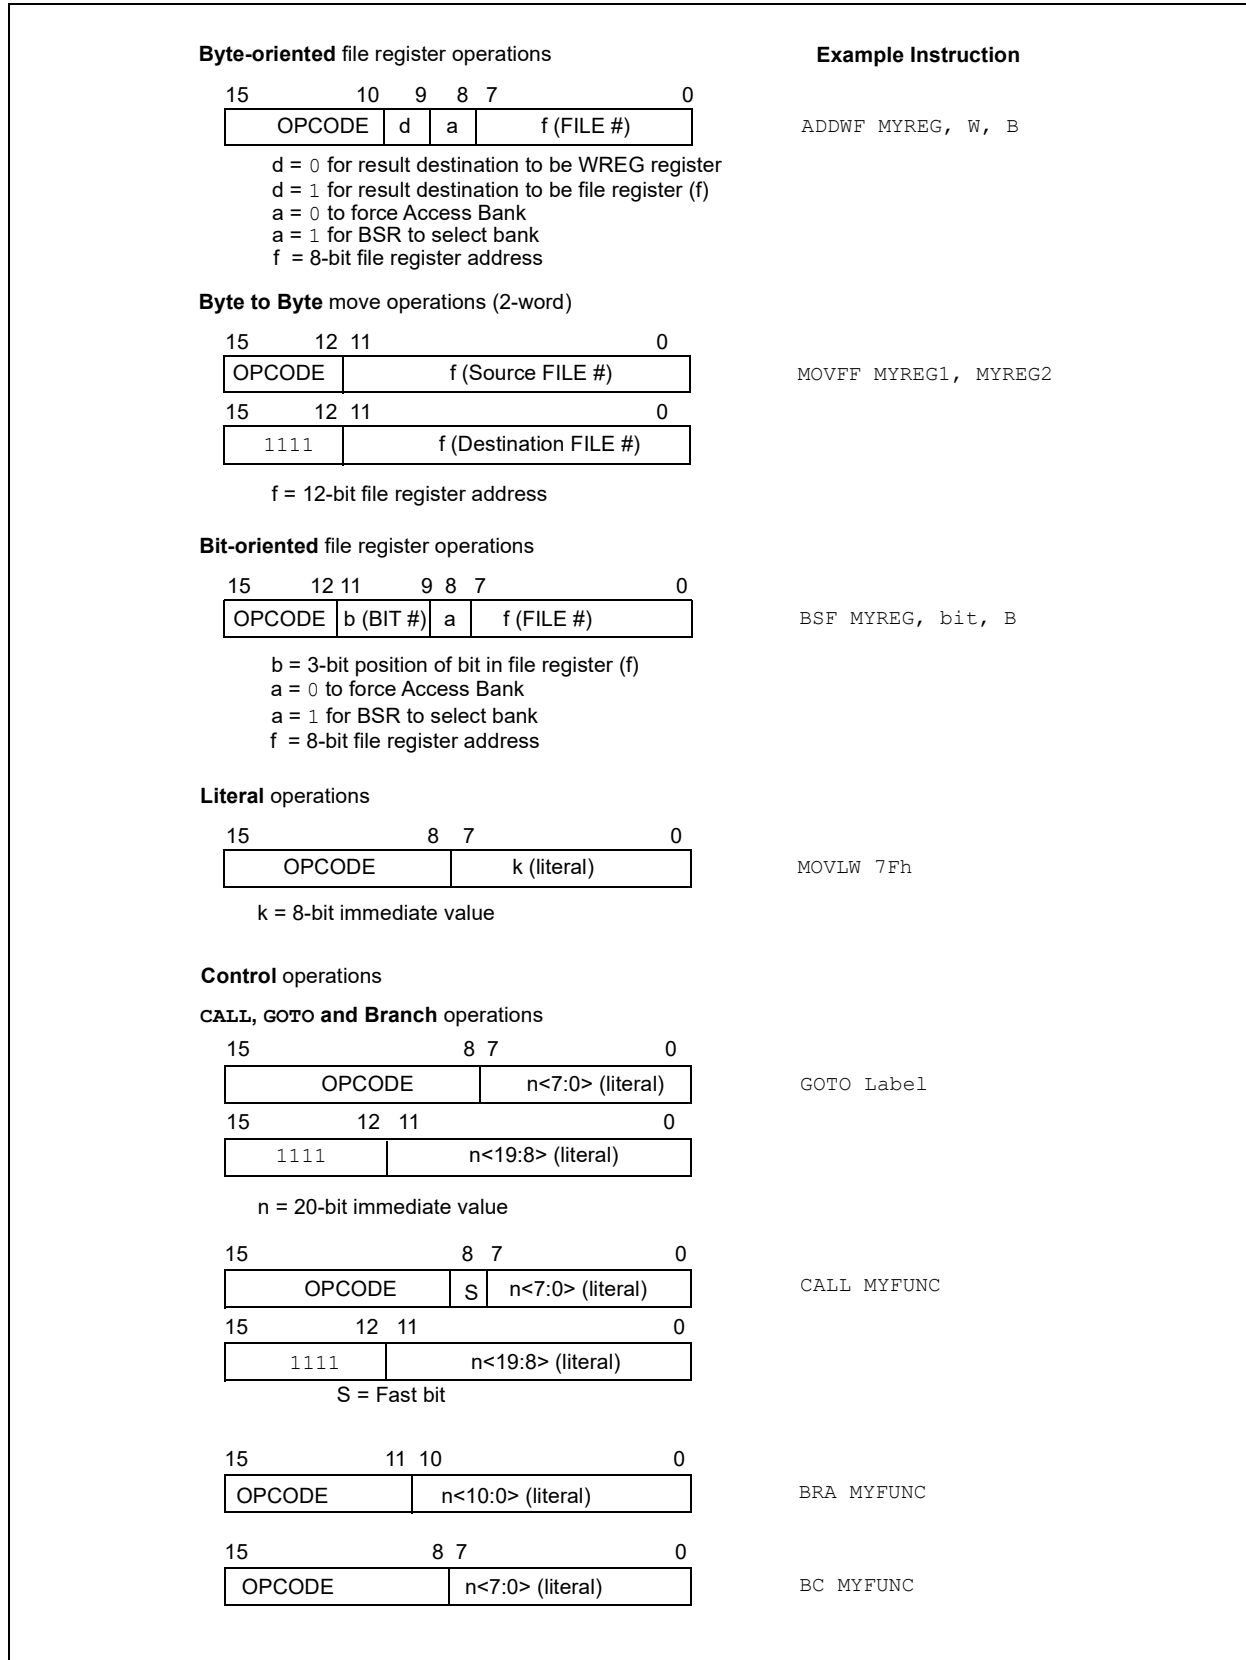 Byte-oriented file register operations Example Instruction
15 10 9 8 7 0
OPCODE d a f (FILE #) ADDWF MYREG, W, B
d = 0 for result destination to be WREG register
d = 1 for result destination to be file register (f)
a = 0 to force Access Bank
a = 1 for BSR to select bank
f = 8-bit file register address
Byte to Byte move operations (2-word)
15 12 11 0
OPCODE f (Source FILE #) MOVFF MYREG1, MYREG2
15 12 11 0
1111 f (Destination FILE #)
f = 12-bit file register address
Bit-oriented file register operations
15 12 11 9 8 7 0
OPCODE b (BIT #) a f (FILE #) BSF MYREG, bit, B
b = 3-bit position of bit in file register (f)
a = 0 to force Access Bank
a = 1 for BSR to select bank
f = 8-bit file register address
Literal operations
15 8 7 0
OPCODE k (literal) MOVLW 7Fh
k = 8-bit immediate value
Control operations
CALL, GOTO and Branch operations
15 8 7 0
OPCODE n<7:0> (literal) GOTO Label
15 12 11 0
1111 n<19:8> (literal)
n = 20-bit immediate value
15 8 7 0
OPCODE S n<7:0> (literal) CALL MYFUNC
15 12 11 0
1111 n<19:8> (literal)
S = Fast bit
15 11 10 0
OPCODE n<10:0> (literal) BRA MYFUNC
15 8 7 0
OPCODE n<7:0> (literal) BC MYFUNC